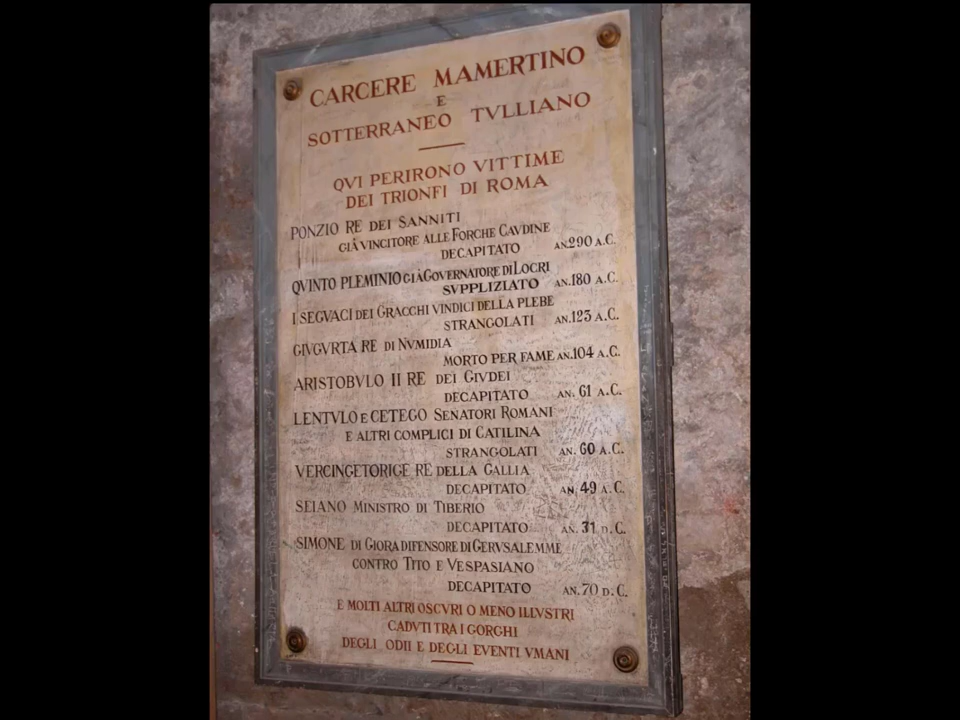 CARCERE MAMERTINO
E
SOTTERRANEO TVLLIANO
QVI PERIRONO VITTIME
DEI TRIONFI DI ROMA
PONZIO RE DEI SANNITI
GIÀ VINCITORE ALLE FORCHE CAVDINE
DECAPITATO AN.290 A.C.
QVINTO PLEMINIO GIÀ GOVERNATORE DI LOCRI
SVPPLIZIATO AN.180 A.C.
I SEGVACI DEI GRACCHI VINDICI DELLA PLEBE
STRANGOLATI AN.123 A.C.
GIVGVRTA RE DI NVMIDIA
MORTO PER FAME AN.104 A.C.
ARISTOBVLO II RE DEI GIVDEI
DECAPITATO AN. 61 A.C.
LENTVLO E CETEGO SENATORI ROMANI
E ALTRI COMPLICI DI CATILINA
STRANGOLATI AN. 60 A.C.
VERCINGETORIGE RE DELLA GALLIA
DECAPITATO AN. 49 A.C.
SEIANO MINISTRO DI TIBERIO
DECAPITATO AN. 31 D.C.
SIMONE DI GIORA DIFENSORE DI GERVSALEMME
CONTRO TITO E VESPASIANO
DECAPITATO AN. 70 D.C.
E MOLTI ALTRI OSCVRI O MENO ILLVSTRI
CADVTI TRA I GORGHI
DEGLI ODII E DEGLI EVENTI VMANI